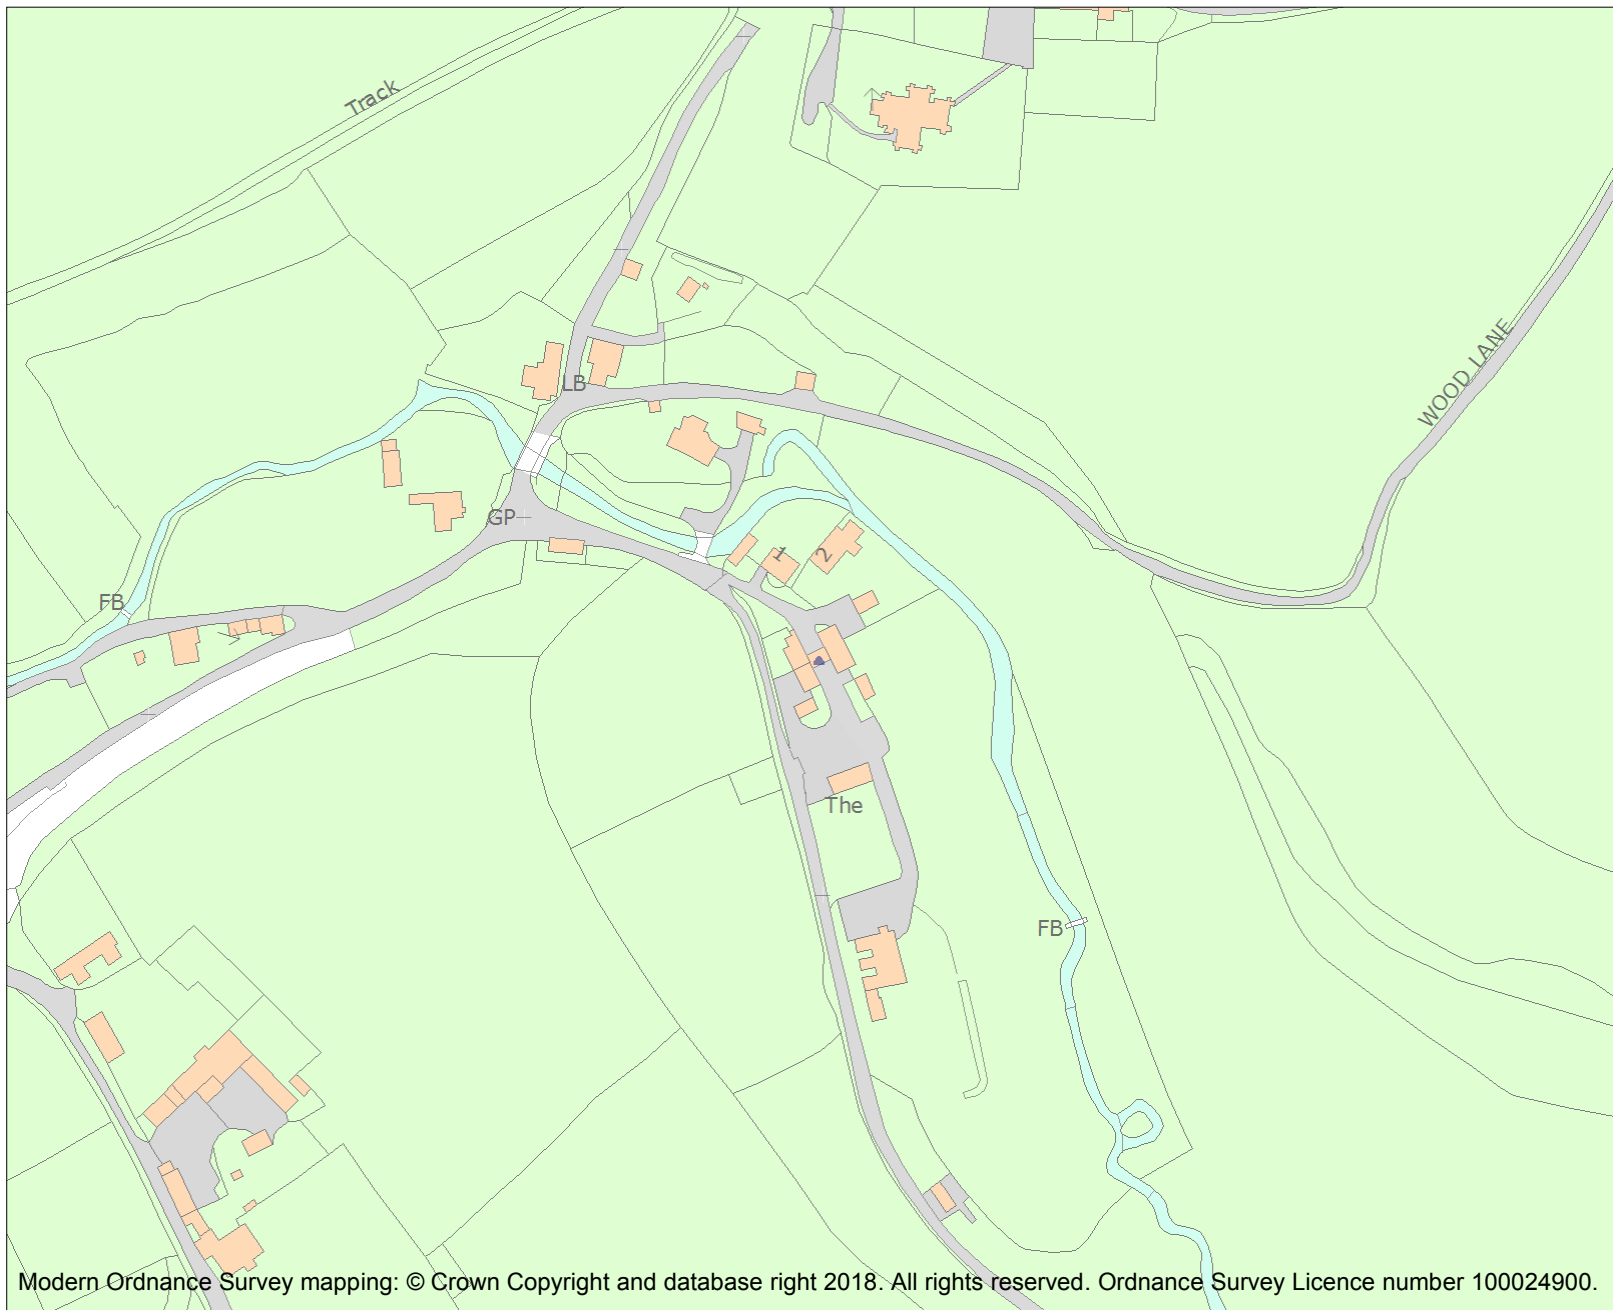 Track
WOOD LANE
LB
GP
1
2
FB
The
FB
Modern Ordnance Survey mapping: © Crown Copyright and database right 2018. All rights reserved. Ordnance Survey Licence number 100024900.